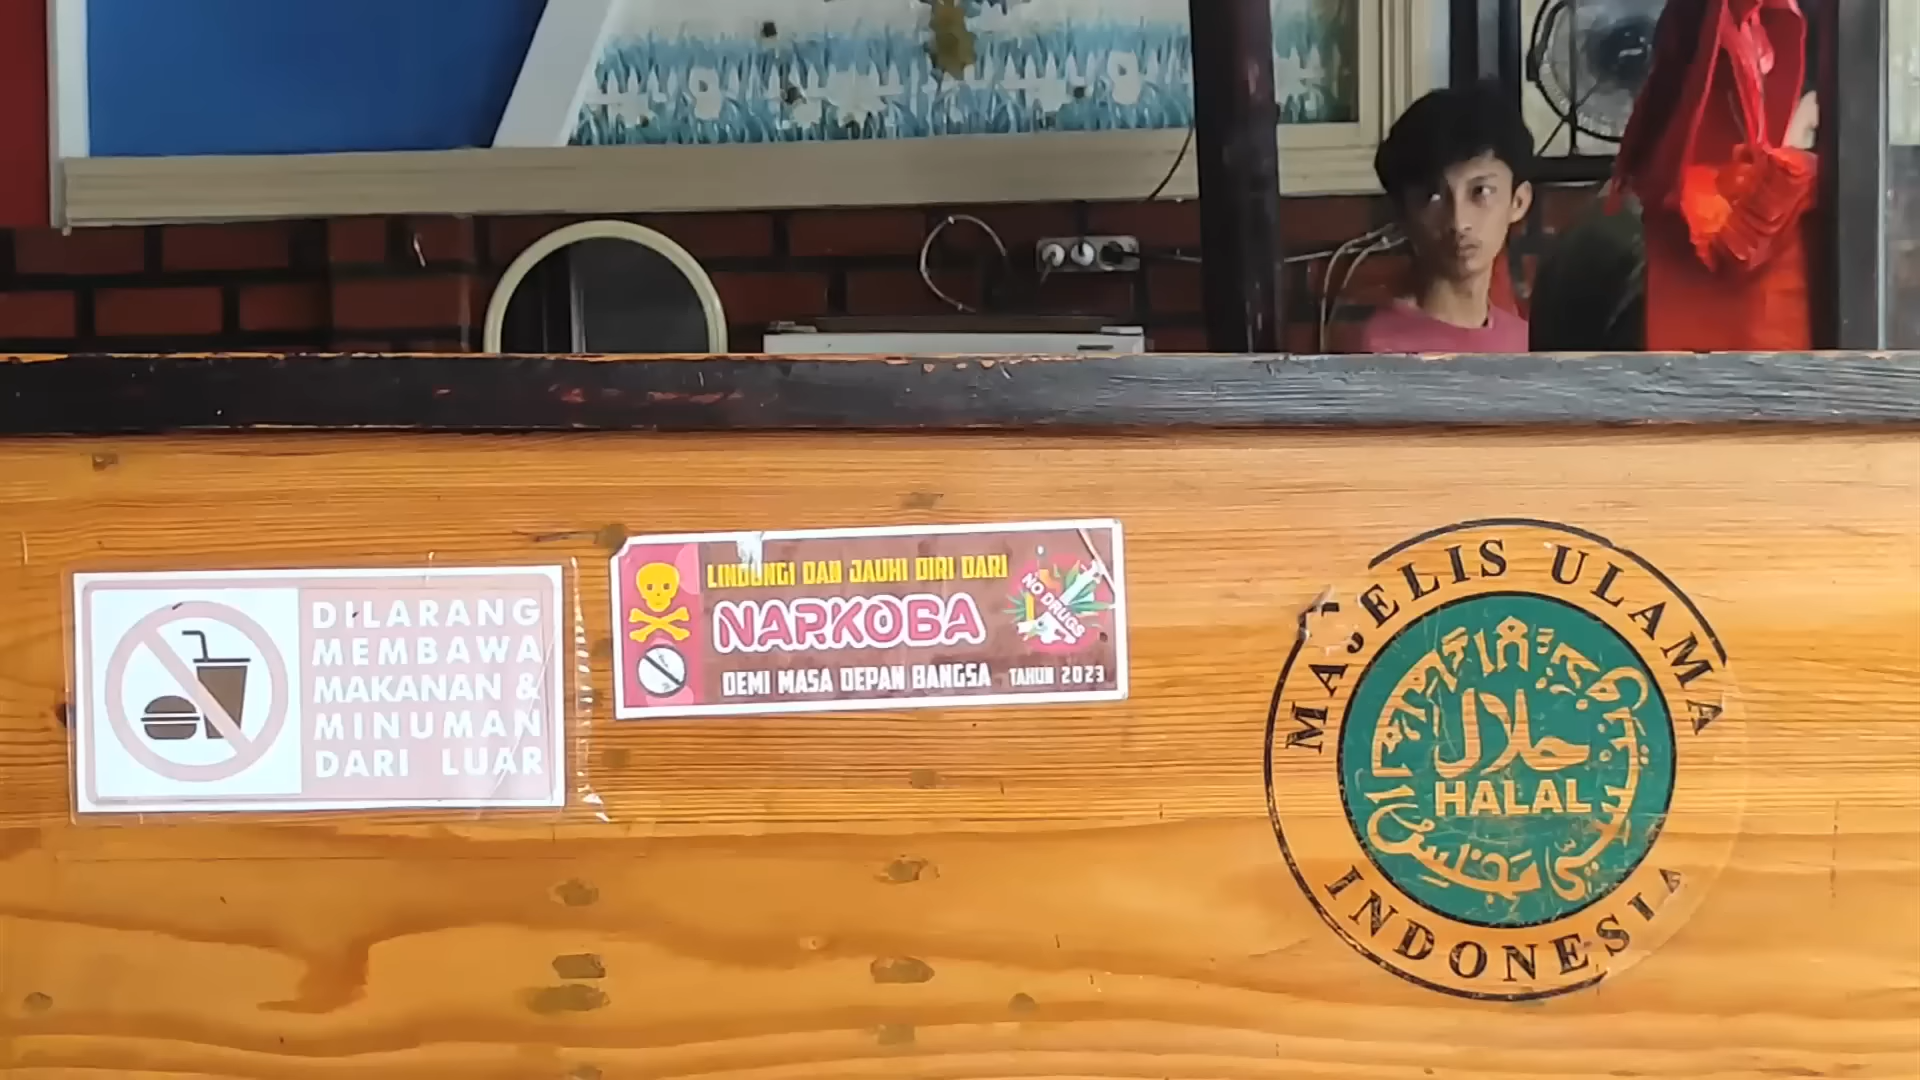 DILARANG
MEMBAWA
MAKANAN &
MINUMAN
DARI LUAR
LINDUNGI DAN JAUHI DIRI DARI
NARKOBA
DEMI MASA DEPAN BANGSA TAHUN 2023
NO DRUGS
MAJELIS ULAMA
حلال
HALAL
INDONESIA